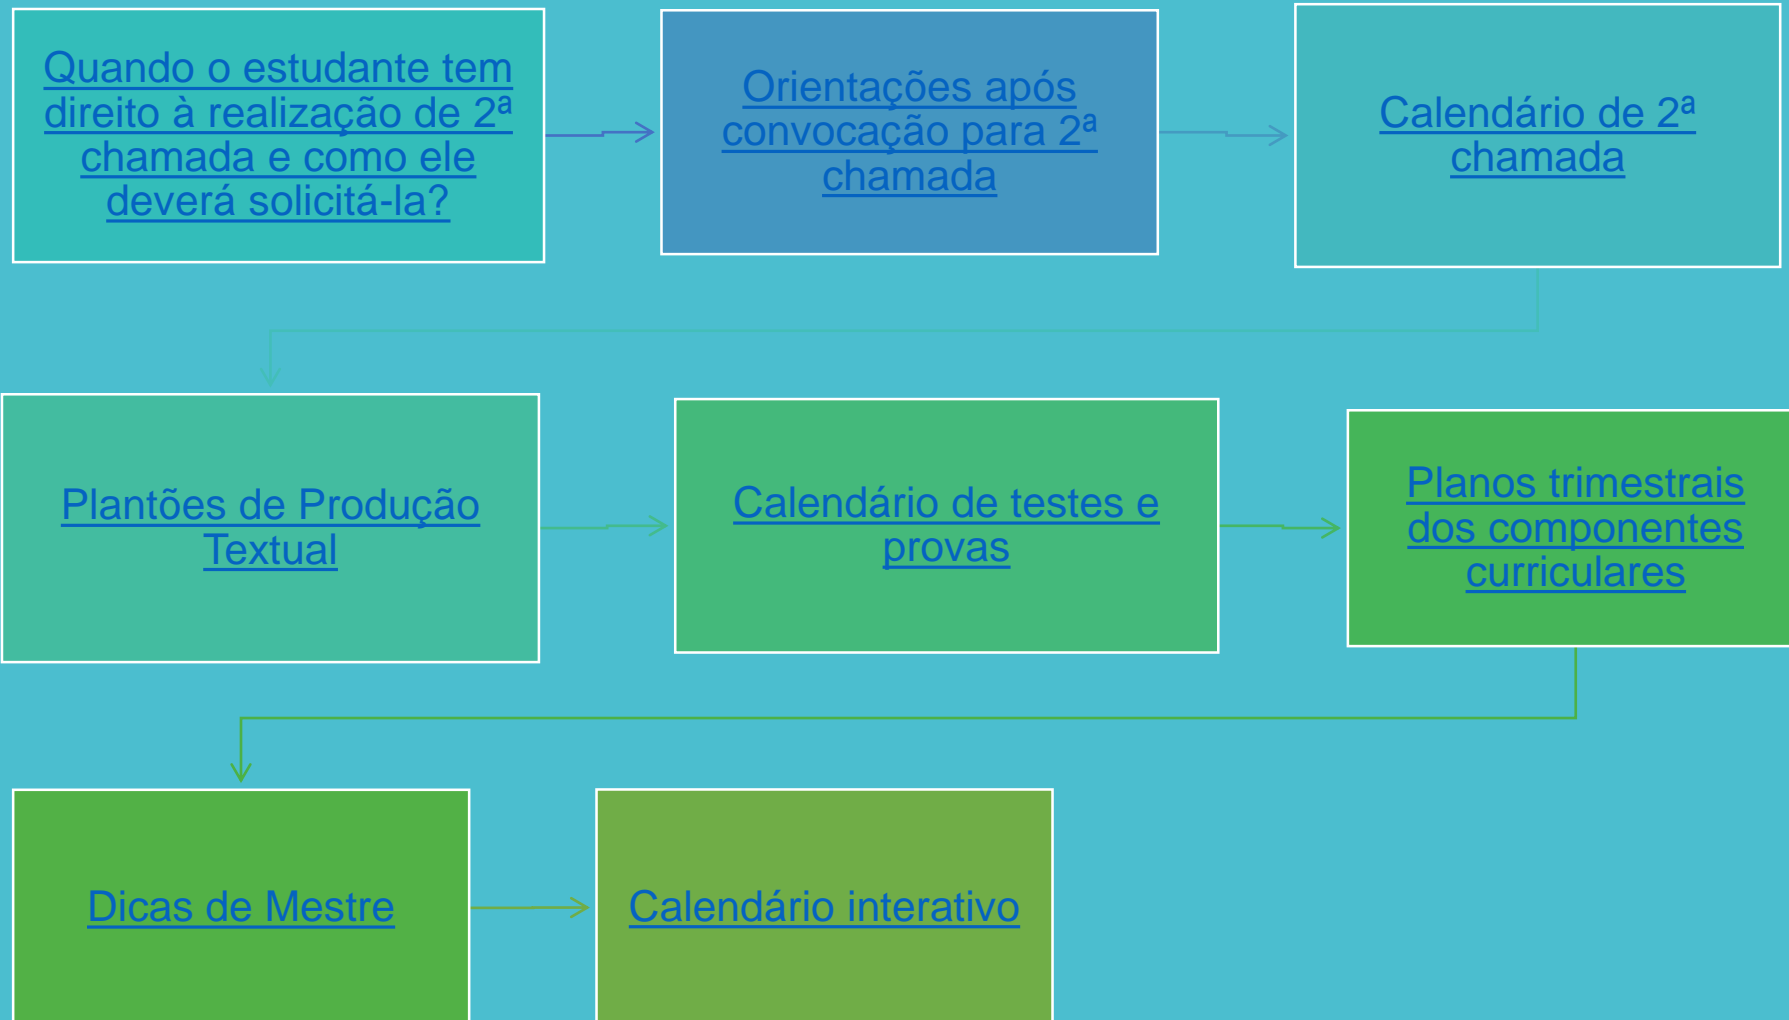 Quando o estudante tem
direito à realização de 2ª
chamada e como ele
deverá solicitá-la?
Orientações após
convocação para 2ª
chamada
Calendário de 2ª
chamada
Plantões de Produção
Textual
Calendário de testes e
provas
Planos trimestrais
dos componentes
curriculares
Dicas de Mestre
Calendário interativo